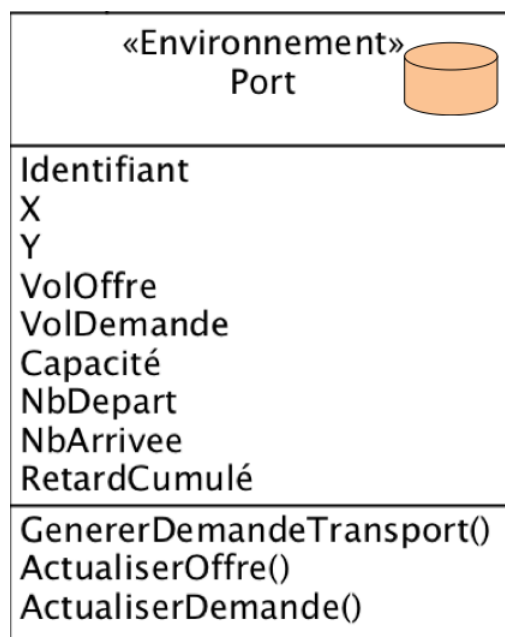 «Environnement»
Port
Identifiant
X
Y
VolOffre
VolDemande
Capacité
NbDepart
NbArrivee
RetardCumulé
GenererDemandeTransport()
ActualiserOffre()
ActualiserDemande()